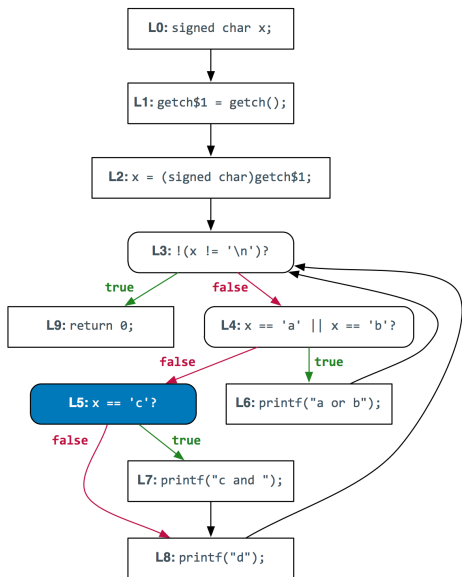 L0: signed char x;
L1: getch$1 = getch();
L2: x = (signed char)getch$1;
L3: !(x != '\n')?
true
false
L9: return 0;
L4: x == 'a' || x == 'b'?
false
true
L5: x == 'c'?
L6: printf("a or b");
false
true
L7: printf("c and ");
L8: printf("d");